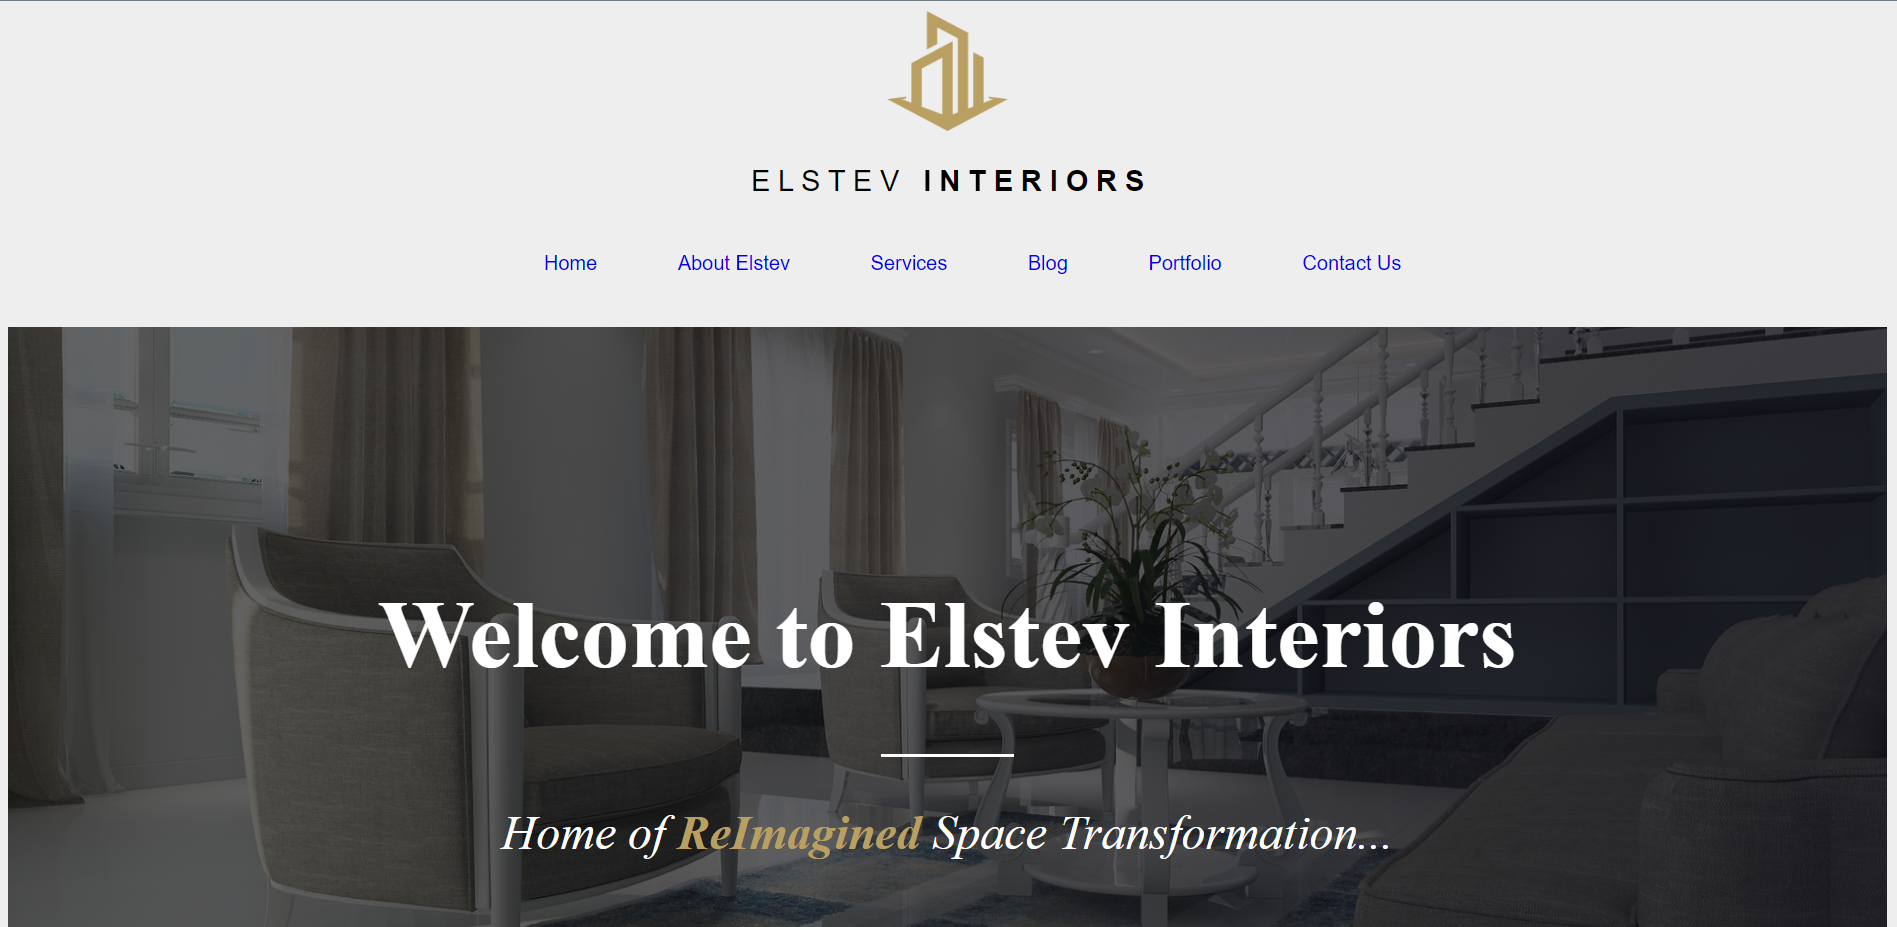 ELSTEV INTERIORS
Home About Elstev Services Blog Portfolio Contact Us
Welcome to Elstev Interiors
Home of ReImagined Space Transformation...